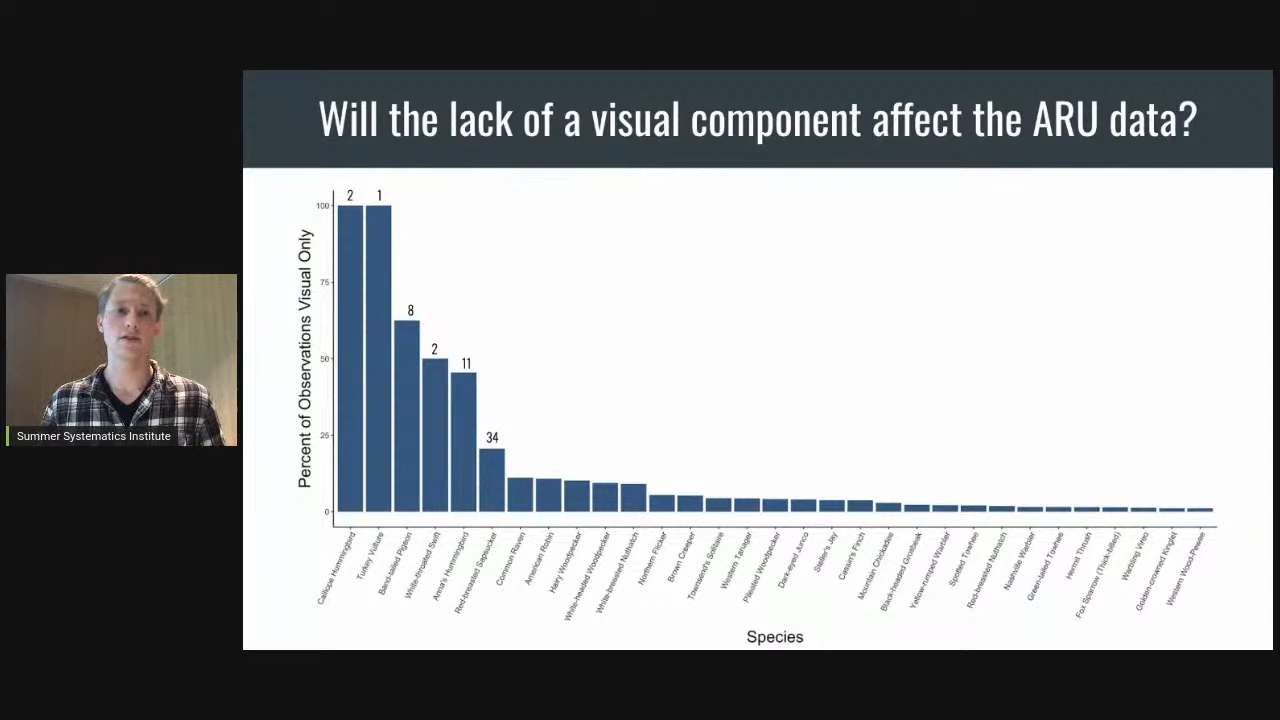 Will the lack of a visual component affect the ARU data?
Percent of Observations Visual Only
100
75
50
25
0
2
1
8
2
11
34
Calliope Hummingbird
Turkey Vulture
Band-tailed Pigeon
White-throated Swift
Anna's Hummingbird
Red-breasted Sapsucker
Common Raven
American Robin
Hairy Woodpecker
White-headed Woodpecker
White-breasted Nuthatch
Northern Flicker
Brown Creeper
Townsend's Solitaire
Western Tanager
Pileated Woodpecker
Dark-eyed Junco
Steller's Jay
Cassin's Finch
Mountain Chickadee
Black-headed Grosbeak
Yellow-rumped Warbler
Spotted Towhee
Red-breasted Nuthatch
Nashville Warbler
Green-tailed Towhee
Hermit Thrush
Fox Sparrow (Thick-billed)
Warbling Vireo
Golden-crowned Kinglet
Western Wood-Peewee
Species
Summer Systematics Institute